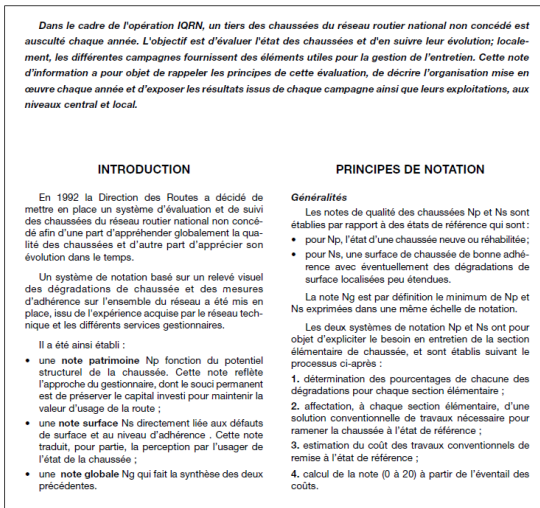 Dans le cadre de l'opération IQRN, un tiers des chaussées du réseau routier national non concédé est
ausculté chaque année. L'objectif est d'évaluer l'état des chaussées et d'en suivre leur évolution; locale-
ment, les différentes campagnes fournissent des éléments utiles pour la gestion de l'entretien. Cette note
d'information a pour objet de rappeler les principes de cette évaluation, de décrire l'organisation mise en
œuvre chaque année et d'exposer les résultats issus de chaque campagne ainsi que leurs exploitations, aux
niveaux central et local.
INTRODUCTION
En 1992 la Direction des Routes a décidé de
mettre en place un système d'évaluation et de suivi
des chaussées du réseau routier national non concé-
dé afin d'une part d'appréhender globalement la qua-
lité des chaussées et d'autre part d'apprécier son
évolution dans le temps.
Un système de notation basé sur un relevé visuel
des dégradations de chaussée et des mesures
d'adhérence sur l'ensemble du réseau a été mis en
place, issu de l'expérience acquise par le réseau tech-
nique et les différents services gestionnaires.
Il a été ainsi établi :
• une note patrimoine Np fonction du potentiel
structurel de la chaussée. Cette note reflète
l'approche du gestionnaire, dont le souci permanent
est de préserver le capital investi pour maintenir la
valeur d'usage de la route ;
• une note surface Ns directement liée aux défauts
de surface et au niveau d'adhérence . Cette note
traduit, pour partie, la perception par l'usager de
l'état de la chaussée ;
• une note globale Ng qui fait la synthèse des deux
précédentes.
PRINCIPES DE NOTATION
Généralités
Les notes de qualité des chaussées Np et Ns sont
établies par rapport à des états de référence qui sont :
• pour Np, l'état d'une chaussée neuve ou réhabilitée;
• pour Ns, une surface de chaussée de bonne adhé-
rence avec éventuellement des dégradations de
surface localisées peu étendues.
La note Ng est par définition le minimum de Np et
Ns exprimées dans une même échelle de notation.
Les deux systèmes de notation Np et Ns ont pour
objet d'expliciter le besoin en entretien de la section
élémentaire de chaussée, et sont établis suivant le
processus ci-après :
1. détermination des pourcentages de chacune des
dégradations pour chaque section élémentaire ;
2. affectation, à chaque section élémentaire, d'une
solution conventionnelle de travaux nécessaire pour
ramener la chaussée à l'état de référence ;
3. estimation du coût des travaux conventionnels de
remise à l'état de référence ;
4. calcul de la note (0 à 20) à partir de l'éventail des
coûts.